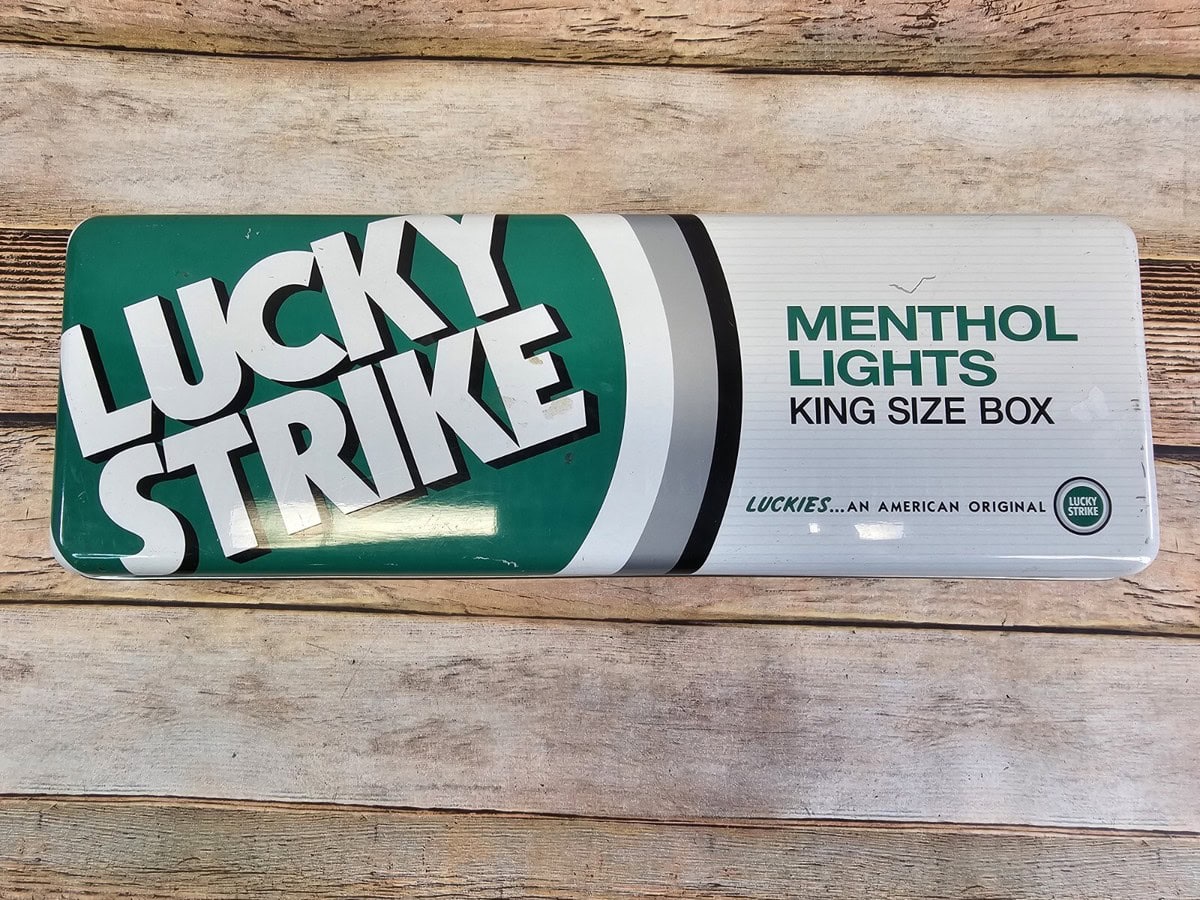 LUCKY
STRIKE
MENTHOL
LIGHTS
KING SIZE BOX
LUCKIES...AN AMERICAN ORIGINAL
LUCKY
STRIKE